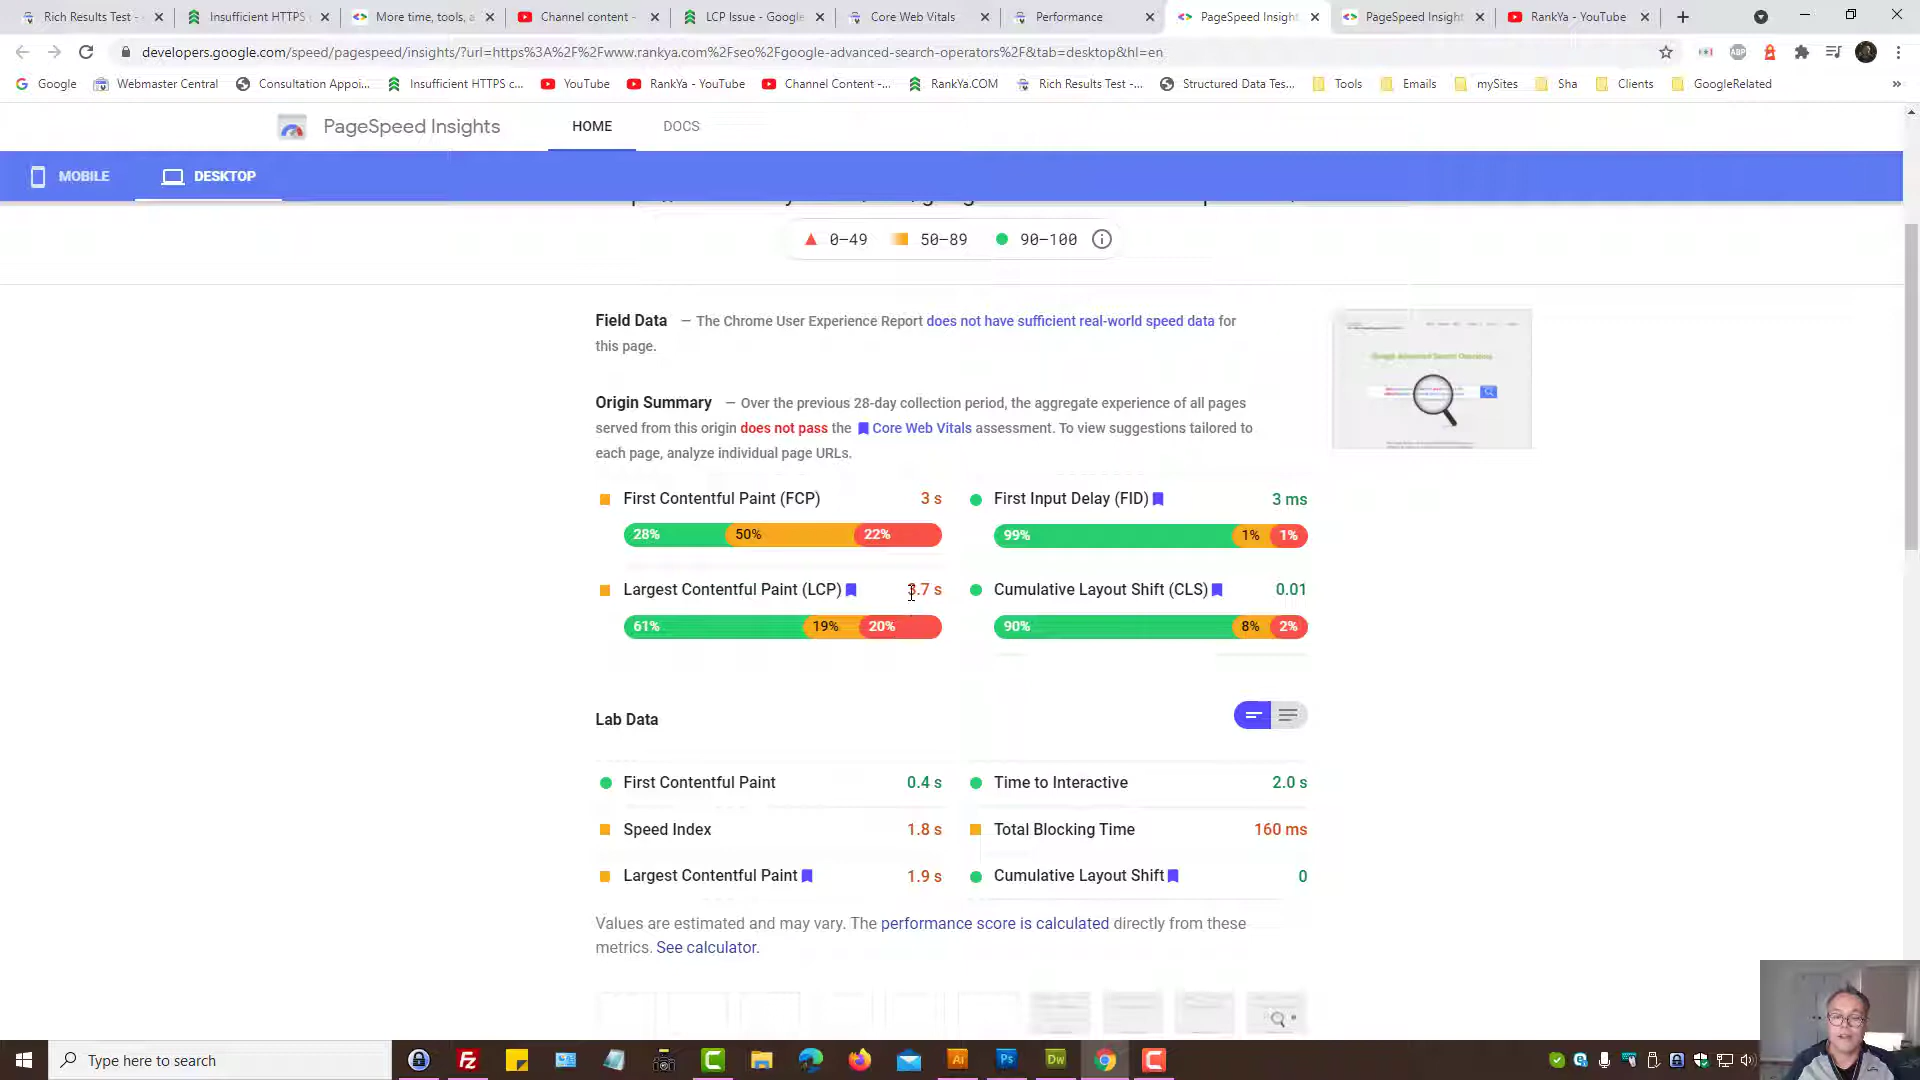 Rich Results Test -
Insufficient HTTPS
More time, tools, a
Channel content -
LCP Issue - Google
Core Web Vitals
Performance
PageSpeed Insight
PageSpeed Insight
RankYa - YouTube
developers.google.com/speed/pagespeed/insights/?url=https%3A%2F%2Fwww.rankya.com%2Fseo%2Fgoogle-advanced-search-operators%2F&tab=desktop&hl=en
ABP
Google
Webmaster Central
Consultation Appoi...
Insufficient HTTPS c...
YouTube
RankYa - YouTube
Channel Content -...
RankYa.COM
Rich Results Test -...
Structured Data Tes...
Tools
Emails
mySites
Sha
Clients
GoogleRelated
»
PageSpeed Insights
HOME
DOCS
MOBILE
DESKTOP
0–49
50–89
90–100
Field Data — The Chrome User Experience Report does not have sufficient real-world speed data for
this page.
Google Advanced Search Operators
Origin Summary — Over the previous 28-day collection period, the aggregate experience of all pages
served from this origin does not pass the Core Web Vitals assessment. To view suggestions tailored to
each page, analyze individual page URLs.
First Contentful Paint (FCP) 3 s
28% 50% 22%
First Input Delay (FID) 3 ms
99% 1% 1%
Largest Contentful Paint (LCP) 3.7 s
61% 19% 20%
Cumulative Layout Shift (CLS) 0.01
90% 8% 2%
Lab Data
First Contentful Paint 0.4 s
Time to Interactive 2.0 s
Speed Index 1.8 s
Total Blocking Time 160 ms
Largest Contentful Paint 1.9 s
Cumulative Layout Shift 0
Values are estimated and may vary. The performance score is calculated directly from these
metrics. See calculator.
Type here to search
Fz
Ai
Ps
Dw